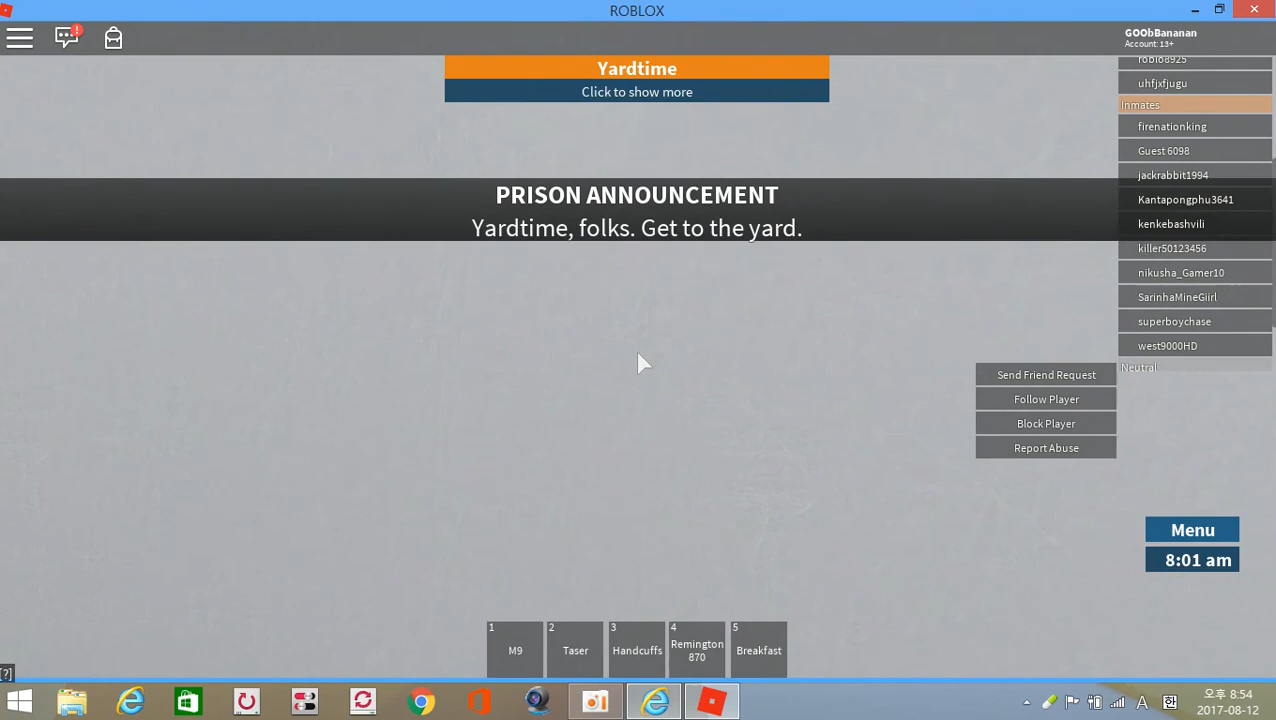 ROBLOX
!
GOObBananan
Account: 13+
Yardtime
Click to show more
roblo8925
uhfjxfjugu
Inmates
firenationking
Guest 6098
jackrabbit1994
Kantapongphu3641
kenkebashvili
killer50123456
nikusha_Gamer10
SarinhaMineGiirl
superboychase
west9000HD
Neutral
PRISON ANNOUNCEMENT
Yardtime, folks. Get to the yard.
Send Friend Request
Follow Player
Block Player
Report Abuse
Menu
8:01 am
1 M9
2 Taser
3 Handcuffs
4 Remington 870
5 Breakfast
[?]
A
한
오후 8:54
2017-08-12